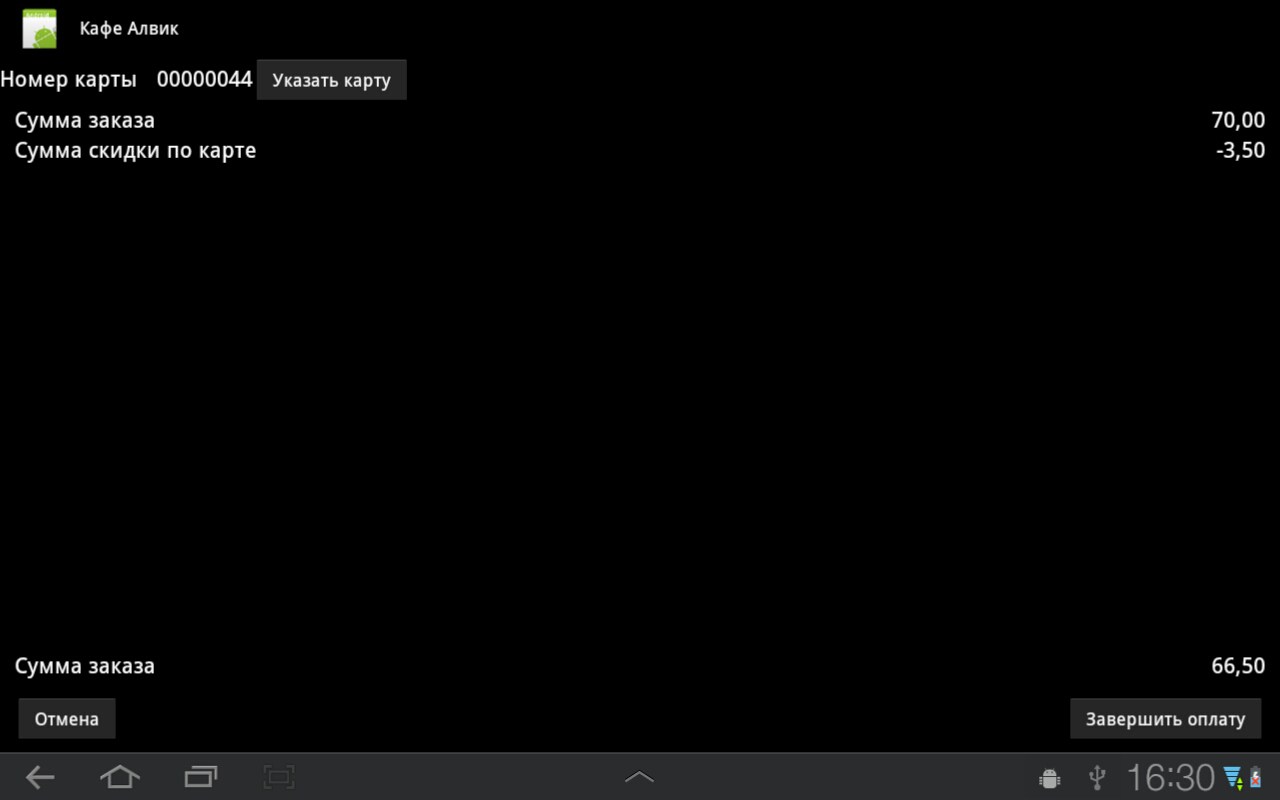 Кафе Алвик
Номер карты 00000044 Указать карту
Сумма заказа 70,00
Сумма скидки по карте -3,50
Сумма заказа 66,50
Отмена Завершить оплату
16:30